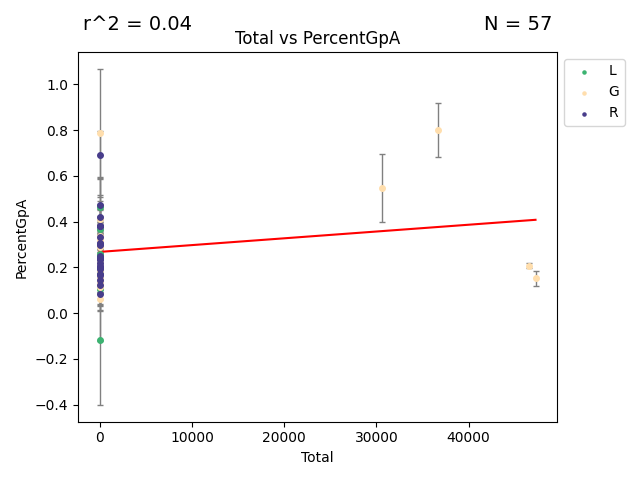 r^2 = 0.04
N = 57
Total vs PercentGpA
L
G
R
1.0
0.8
0.6
0.4
0.2
0.0
−0.2
−0.4
PercentGpA
0
10000
20000
30000
40000
Total